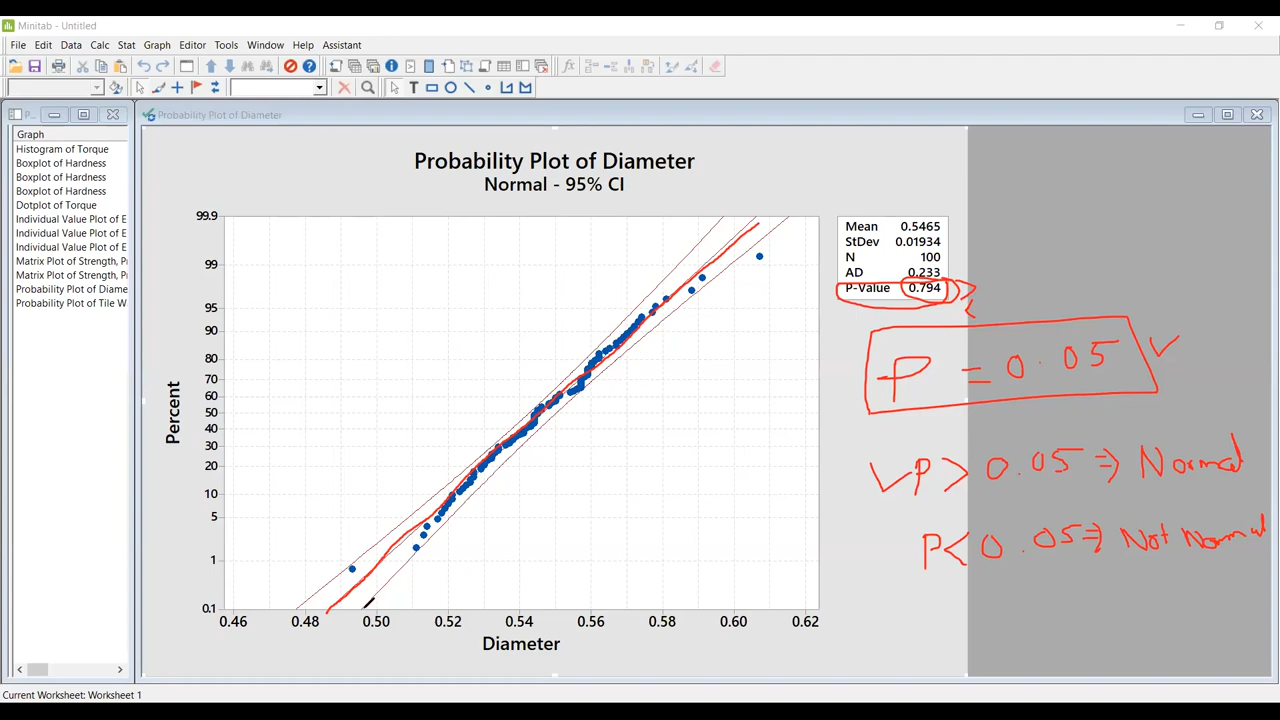 Minitab - Untitled
File Edit Data Calc Stat Graph Editor Tools Window Help Assistant
P...
Probability Plot of Diameter
Graph
Histogram of Torque
Boxplot of Hardness
Boxplot of Hardness
Boxplot of Hardness
Dotplot of Torque
Individual Value Plot of E
Individual Value Plot of E
Individual Value Plot of E
Matrix Plot of Strength, Pr
Matrix Plot of Strength, Pr
Probability Plot of Diame
Probability Plot of Tile W
Probability Plot of Diameter
Normal - 95% CI
Mean 0.5465
StDev 0.01934
N 100
AD 0.233
P-Value 0.794
P = 0.05
P > 0.05 => Normal
P < 0.05 => Not Normal
Percent
99.9
99
95
90
80
70
60
50
40
30
20
10
5
1
0.1
0.46 0.48 0.50 0.52 0.54 0.56 0.58 0.60 0.62
Diameter
Current Worksheet: Worksheet 1